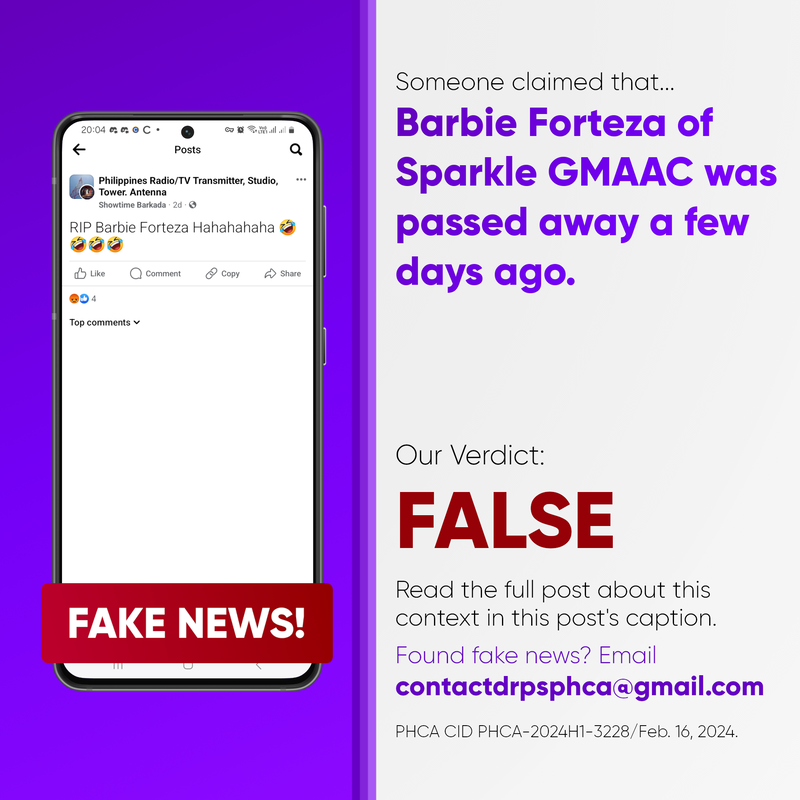 20:04
Posts
Philippines Radio/TV Transmitter, Studio,
Tower. Antenna
Showtime Barkada · 2d ·
RIP Barbie Forteza Hahahahaha 🤣
🤣🤣🤣
Like Comment Copy Share
4
Top comments
FAKE NEWS!
Someone claimed that...
Barbie Forteza of
Sparkle GMAAC was
passed away a few
days ago.
Our Verdict:
FALSE
Read the full post about this
context in this post's caption.
Found fake news? Email
contactdrpsphca@gmail.com
PHCA CID PHCA-2024H1-3228/Feb. 16, 2024.